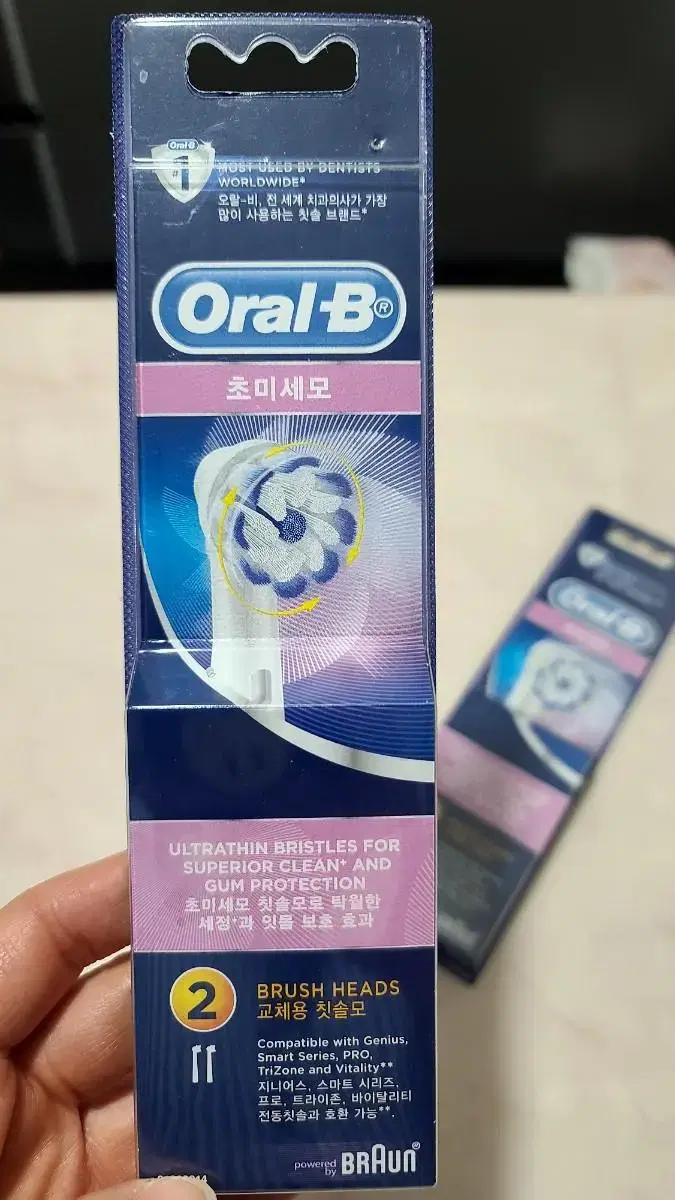 Oral-B
#1
MOST USED BY DENTISTS
WORLDWIDE*
오랄-비, 전 세계 치과의사가 가장
많이 사용하는 칫솔 브랜드*
Oral-B®
초미세모
ULTRATHIN BRISTLES FOR
SUPERIOR CLEAN⁺ AND
GUM PROTECTION
초미세모 칫솔모로 탁월한
세정⁺과 잇몸 보호 효과
2
BRUSH HEADS
교체용 칫솔모
Compatible with Genius,
Smart Series, PRO,
TriZone and Vitality**
지니어스, 스마트 시리즈,
프로, 트라이존, 바이탈리티
전동칫솔과 호환 가능**.
powered by BRAUN®
Oral-B